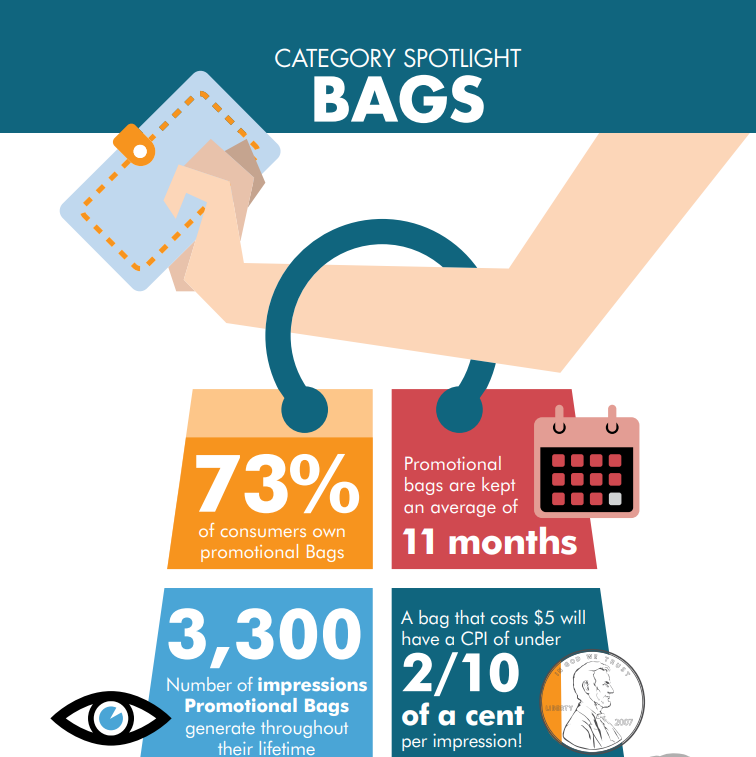 CATEGORY SPOTLIGHT
BAGS
73%
of consumers own
promotional Bags
Promotional
bags are kept
an average of
11 months
3,300
Number of impressions
Promotional Bags
generate throughout
their lifetime
A bag that costs $5 will
have a CPI of under
2/10
of a cent
per impression!
IN GOD WE TRUST
LIBERTY
2007